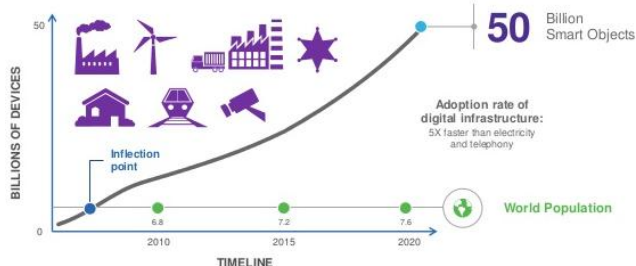 50
50
Billion
Smart Objects
BILLIONS OF DEVICES
Adoption rate of
digital infrastructure:
5X faster than electricity
and telephony
Inflection
point
World Population
6.8
7.2
7.6
0
2010
2015
2020
TIMELINE